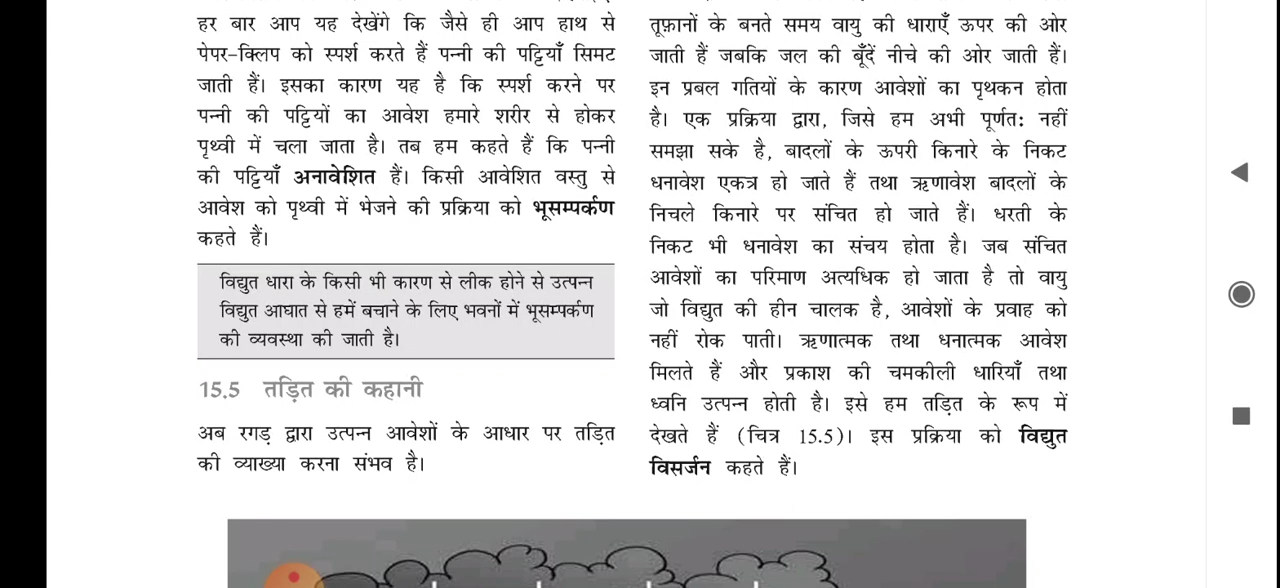 हर बार आप यह देखेंगे कि जैसे ही आप हाथ से
पेपर-क्लिप को स्पर्श करते हैं पन्नी की पट्टियाँ सिमट
जाती हैं। इसका कारण यह है कि स्पर्श करने पर
पन्नी की पट्टियों का आवेश हमारे शरीर से होकर
पृथ्वी में चला जाता है। तब हम कहते हैं कि पन्नी
की पट्टियाँ अनावेशित हैं। किसी आवेशित वस्तु से
आवेश को पृथ्वी में भेजने की प्रक्रिया को भूसम्पर्कण
कहते हैं।
विद्युत धारा के किसी भी कारण से लीक होने से उत्पन्न
विद्युत आघात से हमें बचाने के लिए भवनों में भूसम्पर्कण
की व्यवस्था की जाती है।
15.5 तड़ित की कहानी
अब रगड़ द्वारा उत्पन्न आवेशों के आधार पर तड़ित
की व्याख्या करना संभव है।
तूफ़ानों के बनते समय वायु की धाराएँ ऊपर की ओर
जाती हैं जबकि जल की बूँदें नीचे की ओर जाती हैं।
इन प्रबल गतियों के कारण आवेशों का पृथकन होता
है। एक प्रक्रिया द्वारा, जिसे हम अभी पूर्णत: नहीं
समझा सके है, बादलों के ऊपरी किनारे के निकट
धनावेश एकत्र हो जाते हैं तथा ऋणावेश बादलों के
निचले किनारे पर संचित हो जाते हैं। धरती के
निकट भी धनावेश का संचय होता है। जब संचित
आवेशों का परिमाण अत्यधिक हो जाता है तो वायु
जो विद्युत की हीन चालक है, आवेशों के प्रवाह को
नहीं रोक पाती। ऋणात्मक तथा धनात्मक आवेश
मिलते हैं और प्रकाश की चमकीली धारियाँ तथा
ध्वनि उत्पन्न होती है। इसे हम तड़ित के रूप में
देखते हैं (चित्र 15.5)। इस प्रक्रिया को विद्युत
विसर्जन कहते हैं।